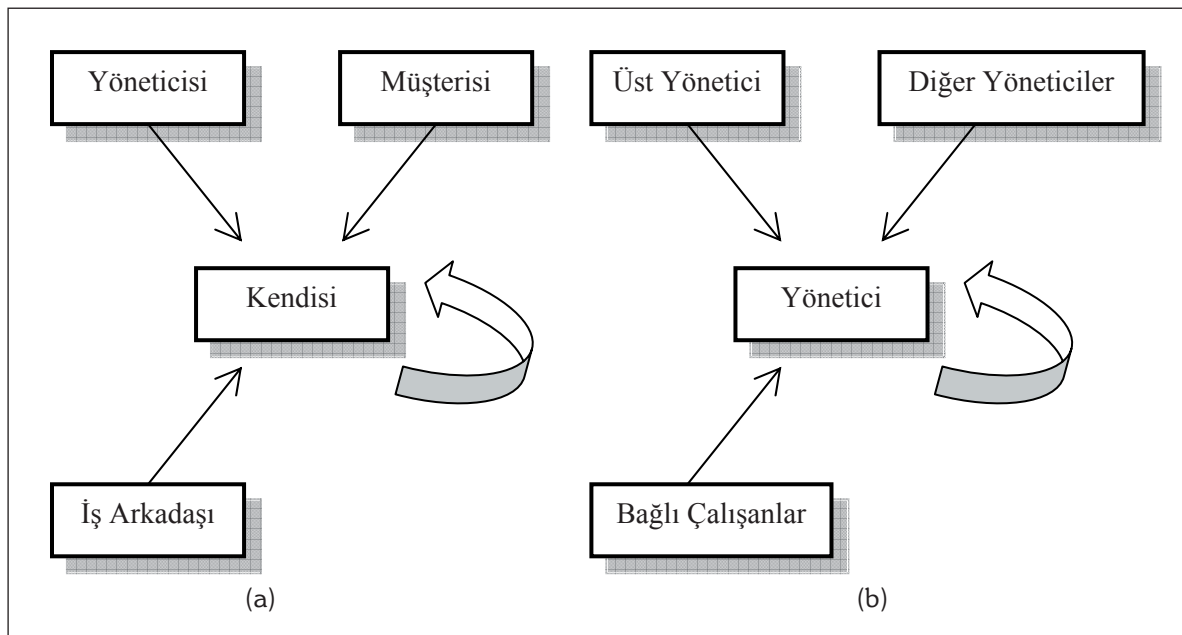 Yöneticisi
Müşterisi
Kendisi
İş Arkadaşı
(a)
Üst Yönetici
Diğer Yöneticiler
Yönetici
Bağlı Çalışanlar
(b)